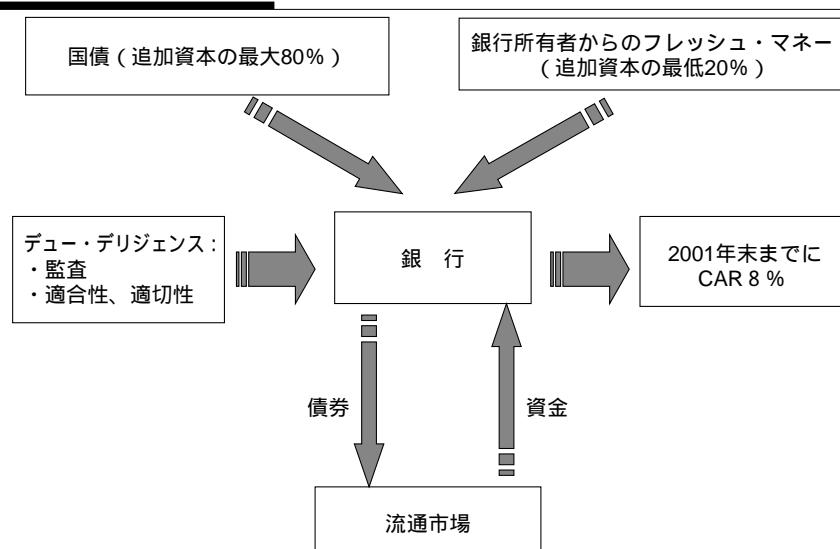 国債（追加資本の最大80％）
銀行所有者からのフレッシュ・マネー
（追加資本の最低20％）
デュー・デリジェンス：
・監査
・適合性、適切性
銀　行
2001年末までに
CAR 8 %
債券
資金
流通市場